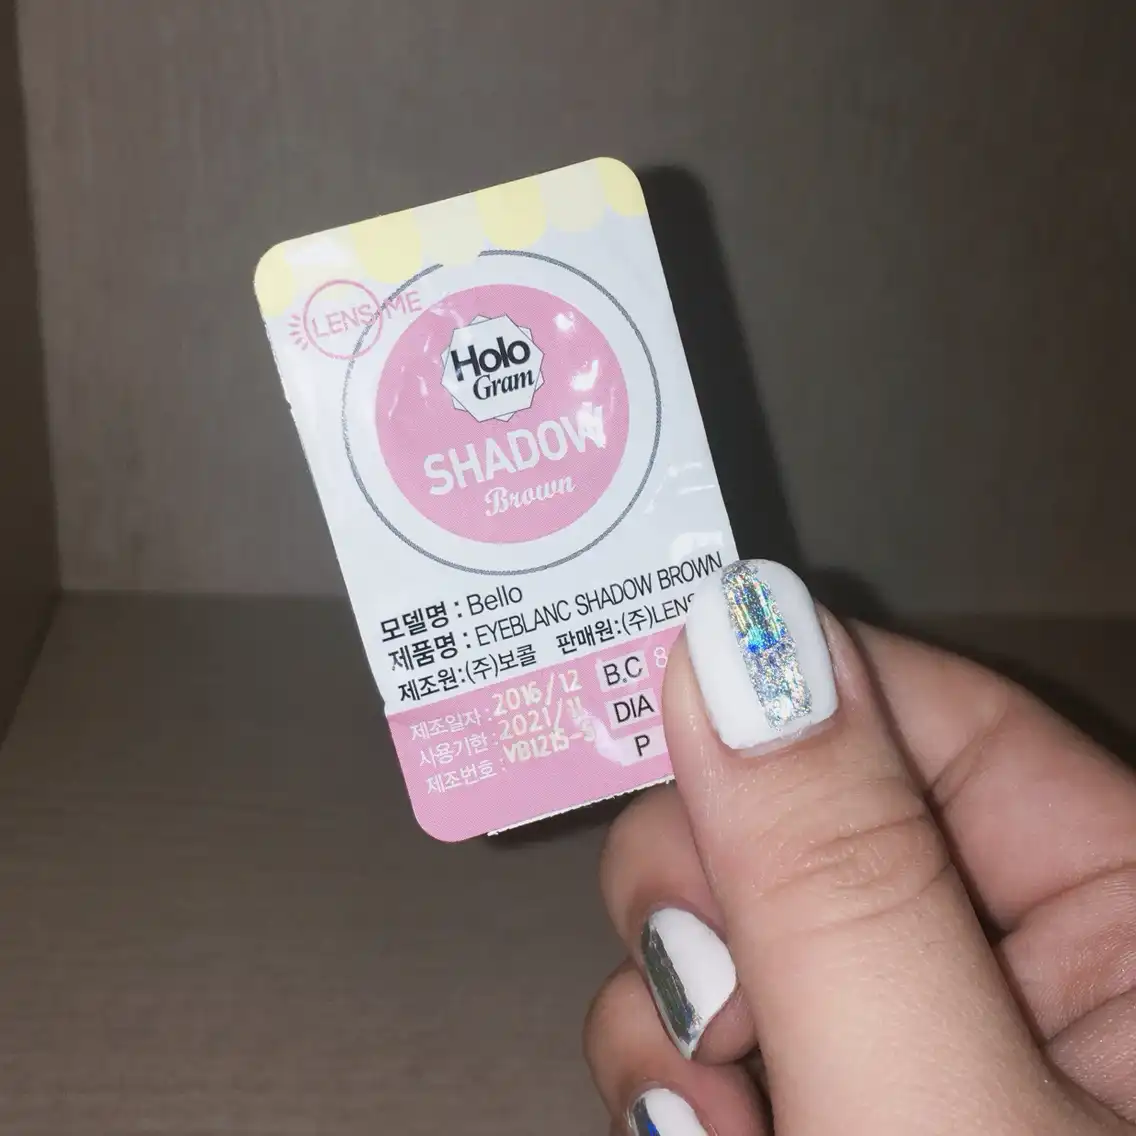 LENS ME
Holo
Gram
SHADOW
Brown
모델명 : Bello
제품명 : EYEBLANC SHADOW BROWN
제조원:(주)보콜 판매원:(주)LENS
제조일자 : 2016/12
사용기한 : 2021/11
제조번호 : VB1215-
B.C 8
DIA
P